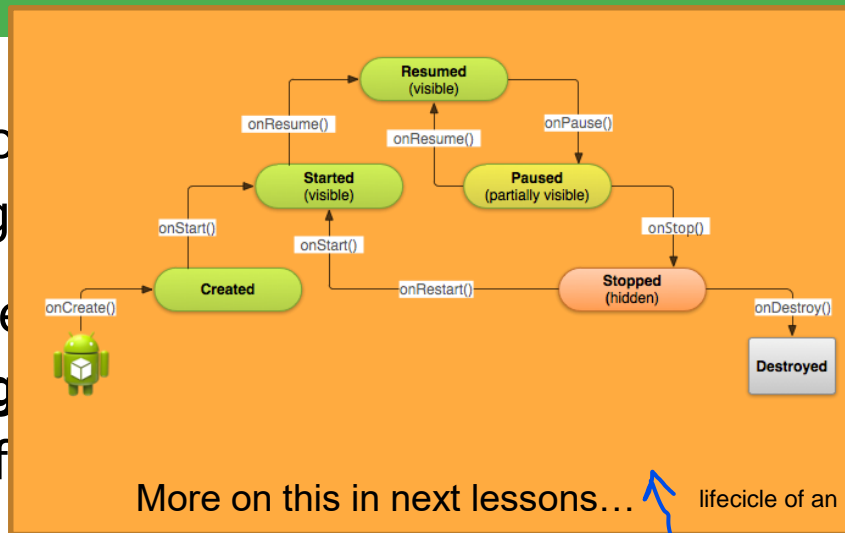 Resumed
(visible)
onResume()
onResume()
onPause()
Started
(visible)
Paused
(partially visible)
onStart()
onStart()
onStop()
Created
onRestart()
Stopped
(hidden)
onCreate()
onDestroy()
Destroyed
More on this in next lessons...
lifecicle of an